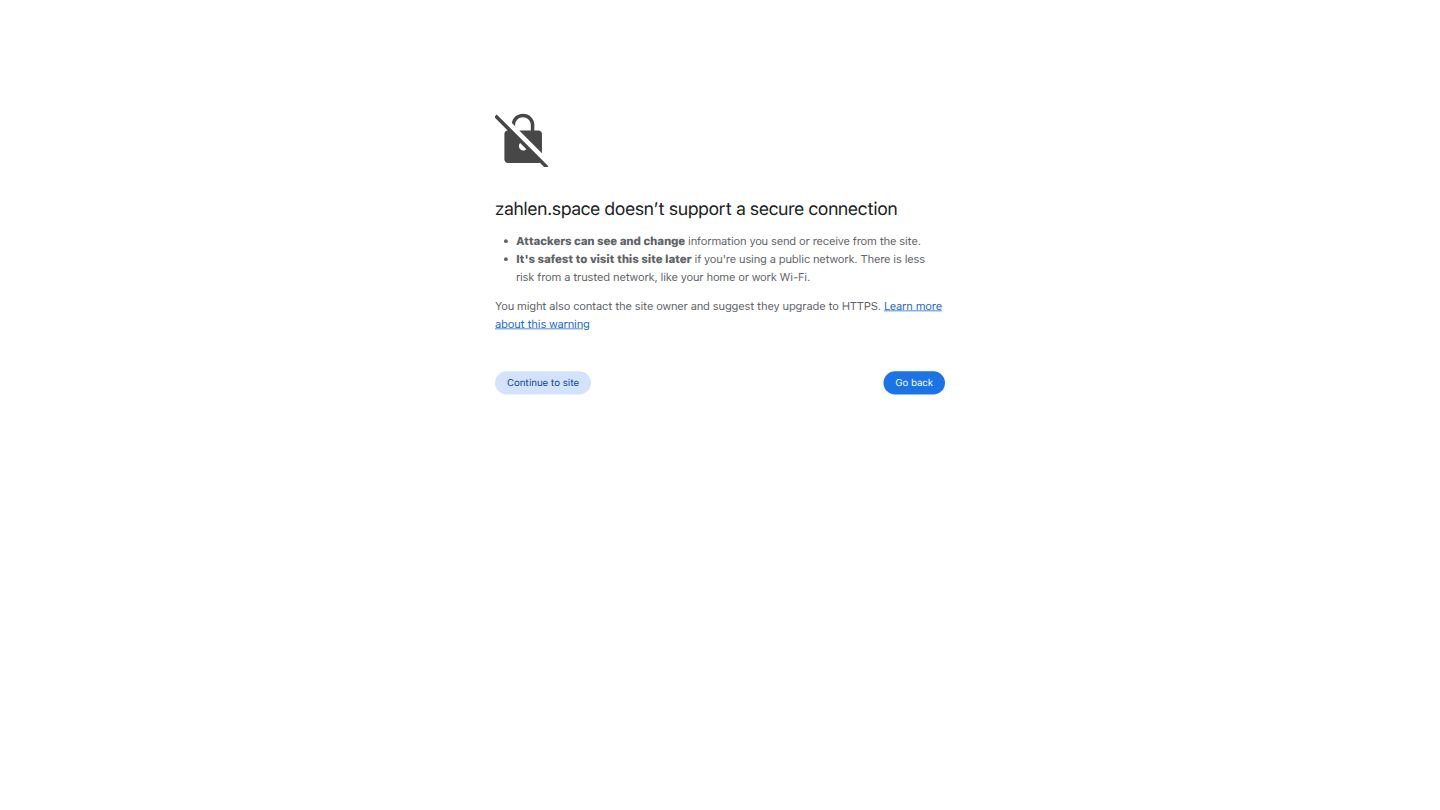 zahlen.space doesn’t support a secure connection
• Attackers can see and change information you send or receive from the site.
• It's safest to visit this site later if you're using a public network. There is less
risk from a trusted network, like your home or work Wi-Fi.
You might also contact the site owner and suggest they upgrade to HTTPS. Learn more
about this warning
Continue to site
Go back